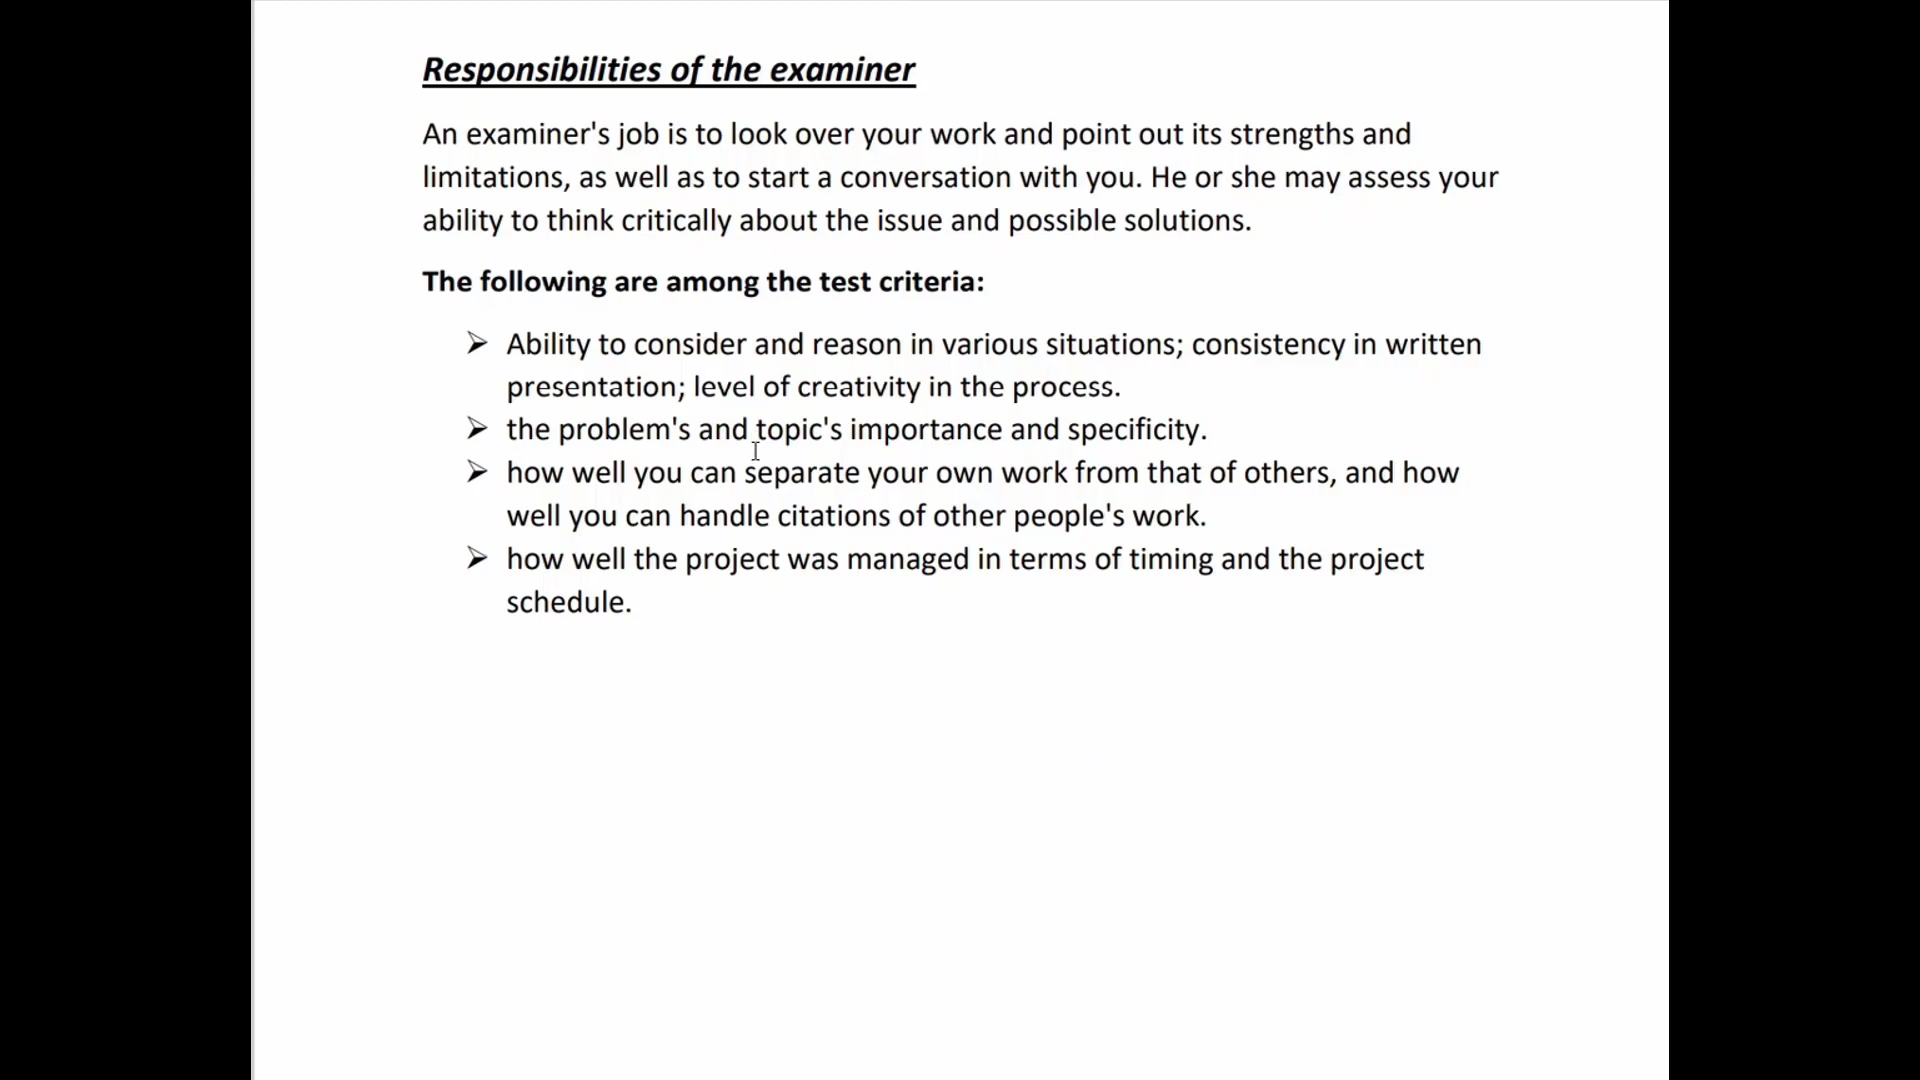 Responsibilities of the examiner
An examiner's job is to look over your work and point out its strengths and
limitations, as well as to start a conversation with you. He or she may assess your
ability to think critically about the issue and possible solutions.
The following are among the test criteria:
➢ Ability to consider and reason in various situations; consistency in written
presentation; level of creativity in the process.
➢ the problem's and topic's importance and specificity.
➢ how well you can separate your own work from that of others, and how
well you can handle citations of other people's work.
➢ how well the project was managed in terms of timing and the project
schedule.